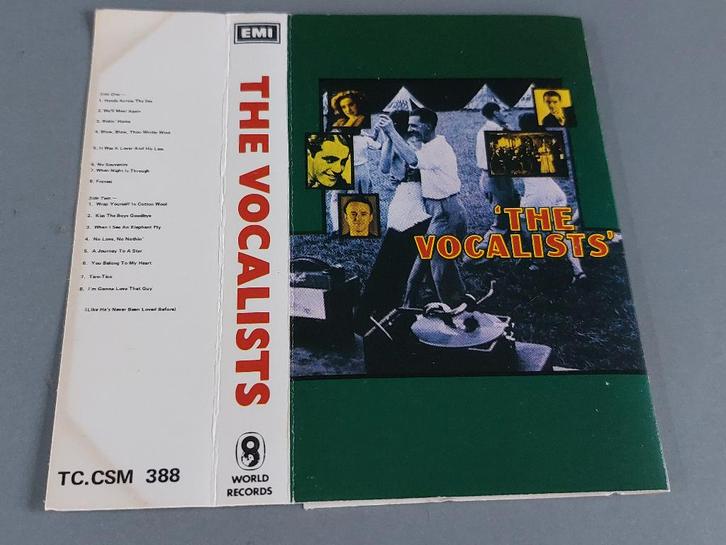 Side One:—
1. Hands Across The Sea
2. We'll Meet Again
3. Ridin' Home
4. Blow, Blow, Thou Winter Wind
5. It Was A Lover And His Lass
6. No Souvenirs
7. When Night Is Through
8. Frenesi
Side Two:—
1. Wrap Yourself In Cotton Wool
2. Kiss The Boys Goodbye
3. When I See An Elephant Fly
4. No Love, No Nothin'
5. A Journey To A Star
6. You Belong To My Heart
7. Tico-Tico
8. I'm Gonna Love That Guy
(Like He's Never Been Loved Before)
TC.CSM 388
EMI
THE VOCALISTS
WORLD
RECORDS
'THE
VOCALISTS'